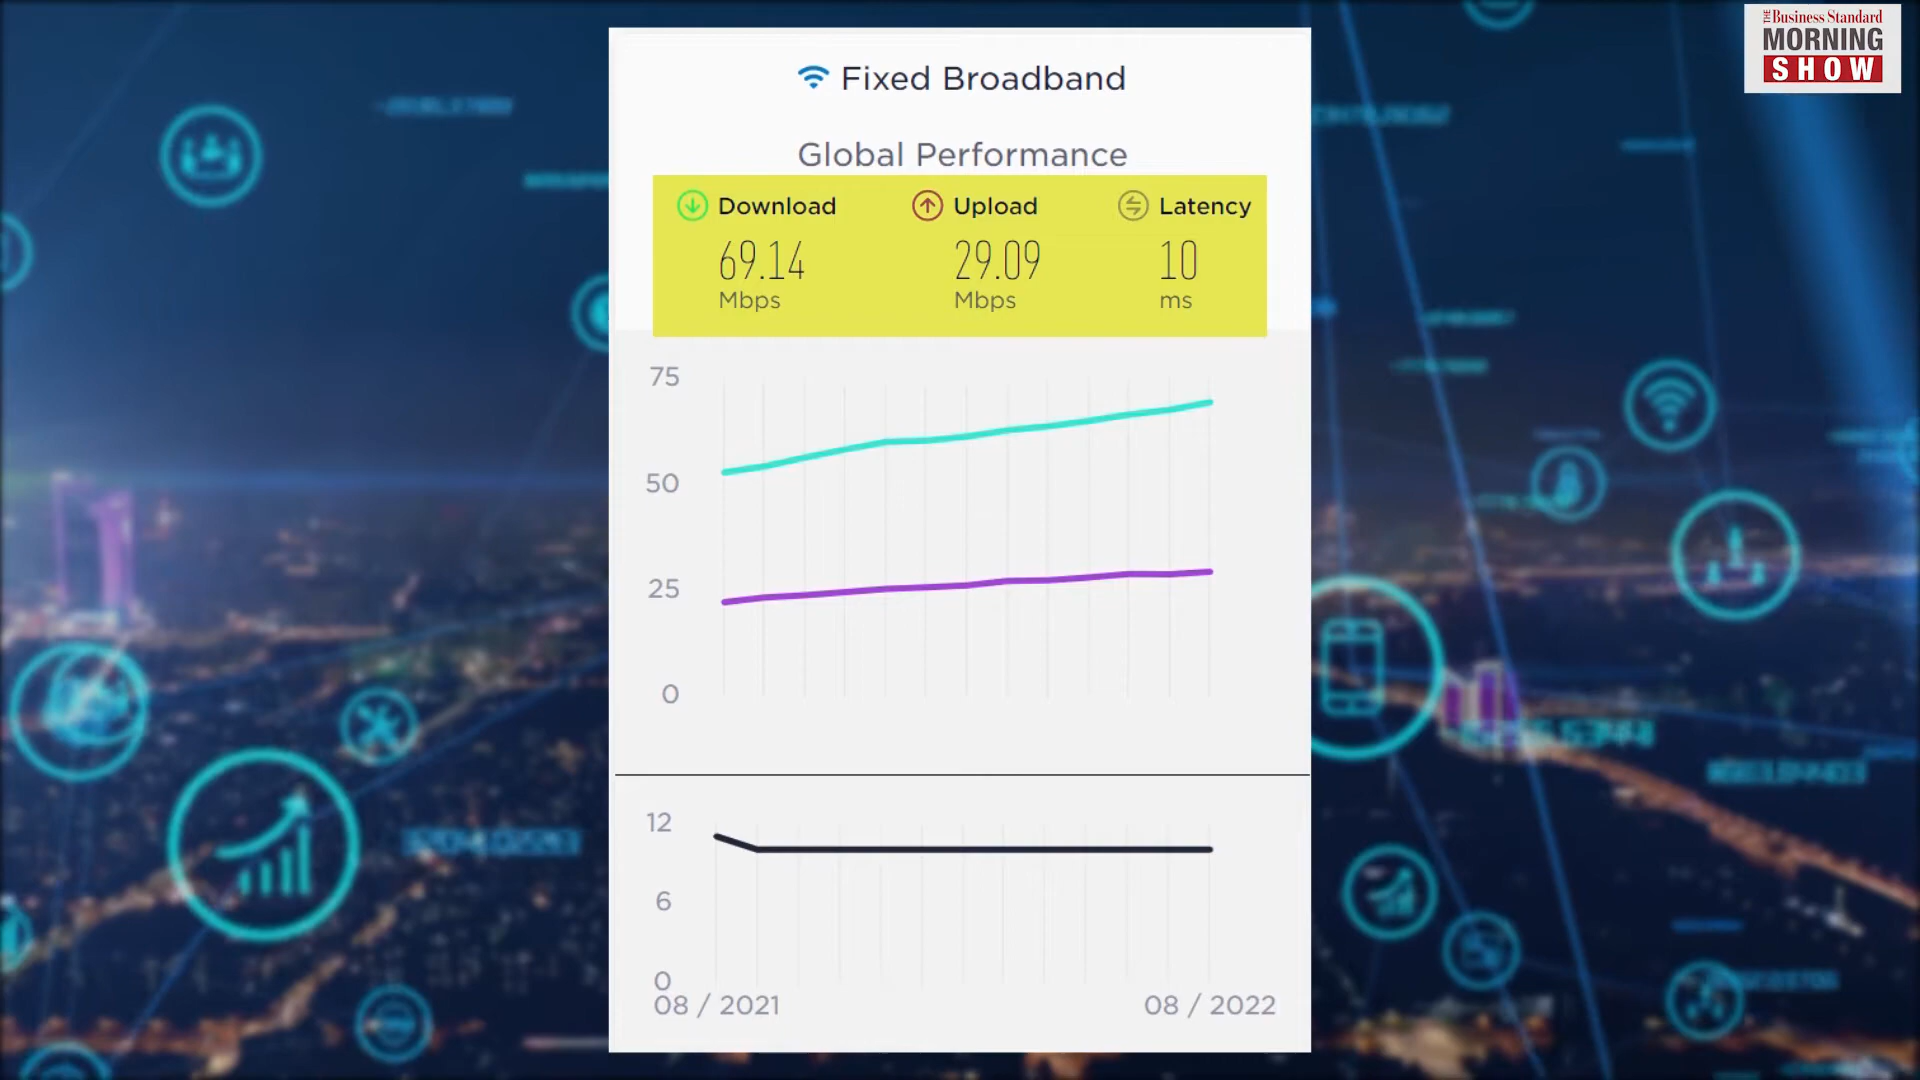 THE Business Standard
MORNING
SHOW
Fixed Broadband
Global Performance
Download Upload Latency
69.14 29.09 10
Mbps Mbps ms
75
50
25
0
12
6
0
08 / 2021 08 / 2022